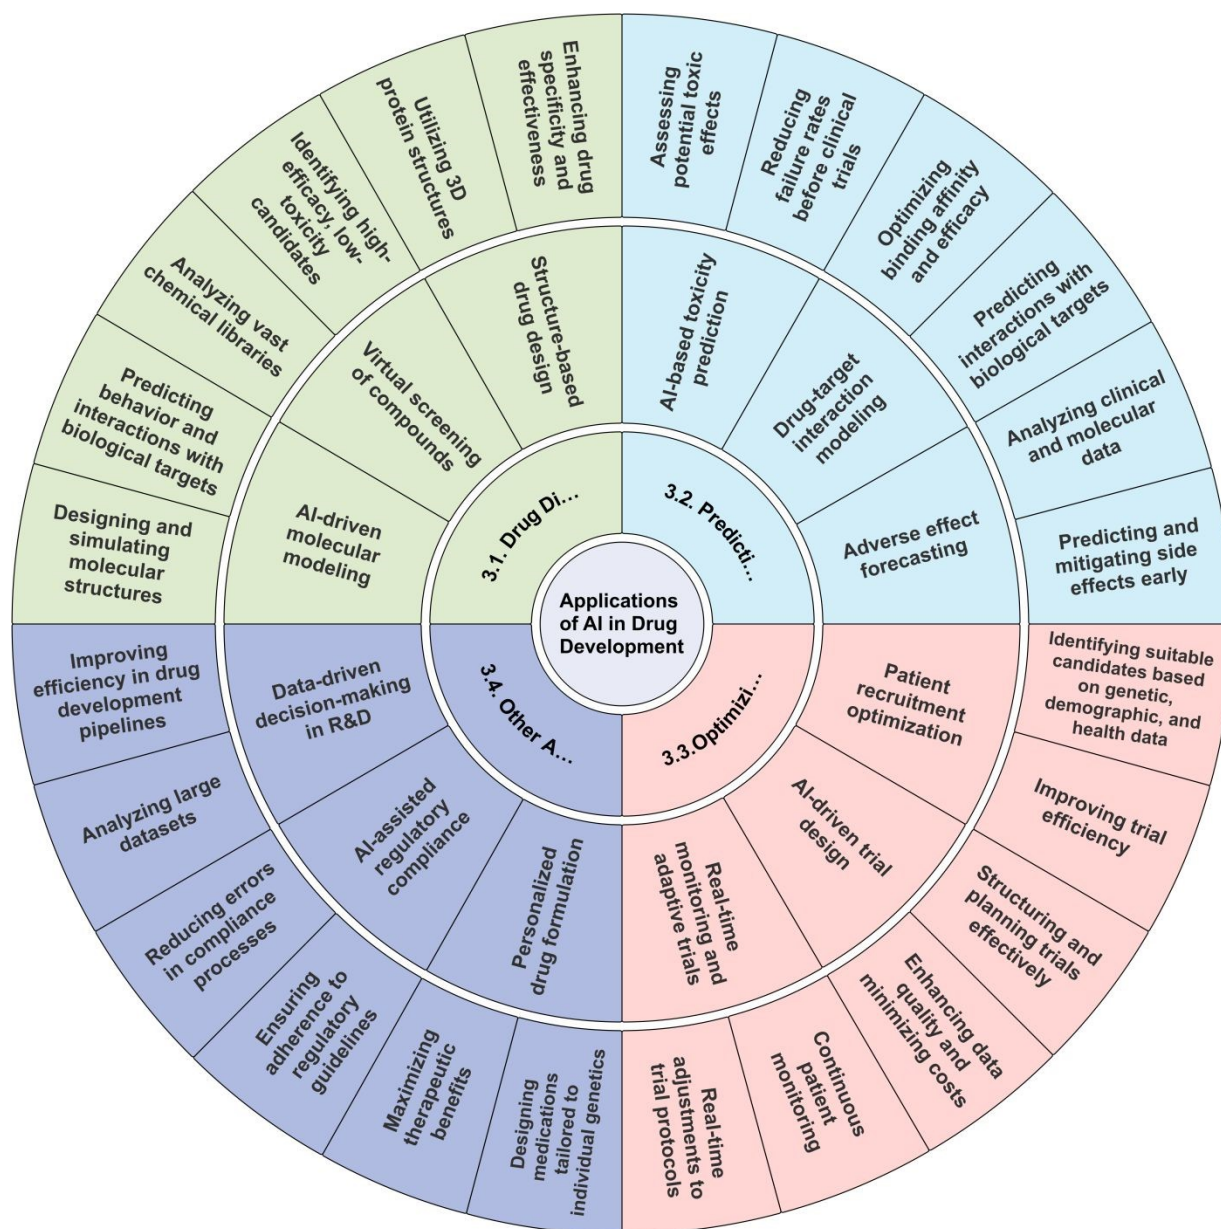 Applications
of AI in Drug
Development
3.1. Drug Di...
3.2. Predicti...
3.3.Optimizi...
3.4. Other A...
Structure-based
drug design
Virtual screening
of compounds
AI-driven
molecular
modeling
AI-based toxicity
prediction
Drug-target
interaction
modeling
Adverse effect
forecasting
Patient
recruitment
optimization
AI-driven trial
design
Real-time
monitoring and
adaptive trials
Personalized
drug formulation
AI-assisted
regulatory
compliance
Data-driven
decision-making
in R&D
Enhancing drug
specificity and
effectiveness
Utilizing 3D
protein structures
Identifying high-
efficacy, low-
toxicity
candidates
Analyzing vast
chemical libraries
Predicting
behavior and
interactions with
biological targets
Designing and
simulating
molecular
structures
Assessing
potential toxic
effects
Reducing
failure rates
before clinical
trials
Optimizing
binding affinity
and efficacy
Predicting
interactions with
biological targets
Analyzing clinical
and molecular
data
Predicting and
mitigating side
effects early
Identifying suitable
candidates based
on genetic,
demographic, and
health data
Improving trial
efficiency
Structuring and
planning trials
effectively
Enhancing data
quality and
minimizing costs
Continuous
patient
monitoring
Real-time
adjustments to
trial protocols
Designing
medications
tailored to
individual genetics
Maximizing
therapeutic
benefits
Ensuring
adherence to
regulatory
guidelines
Reducing errors
in compliance
processes
Analyzing large
datasets
Improving
efficiency in drug
development
pipelines